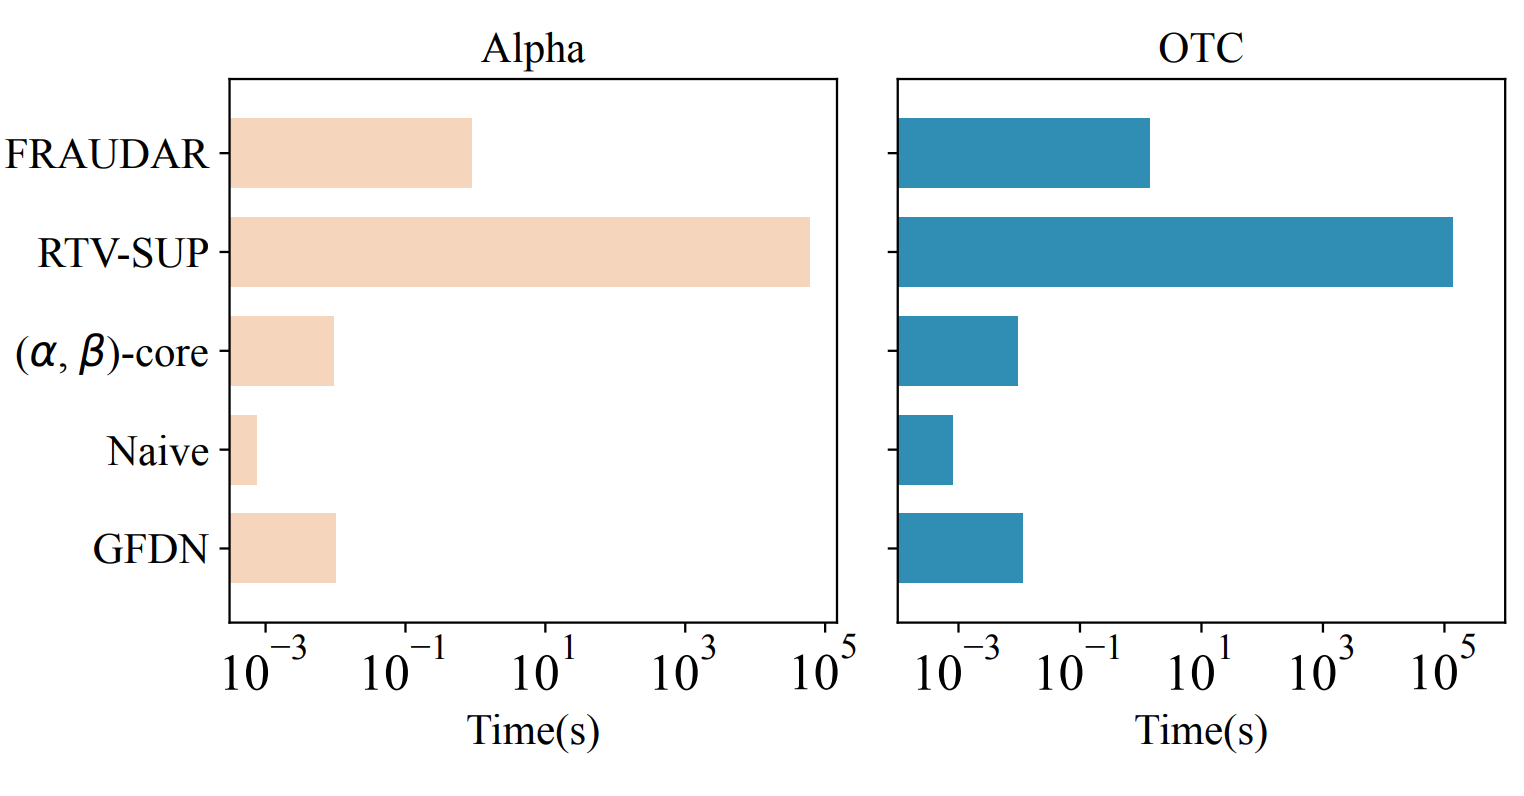 Alpha
OTC
FRAUDAR
RTV-SUP
(α, β)-core
Naive
GFDN
10⁻³ 10⁻¹ 10¹ 10³ 10⁵
10⁻³ 10⁻¹ 10¹ 10³ 10⁵
Time(s)
Time(s)